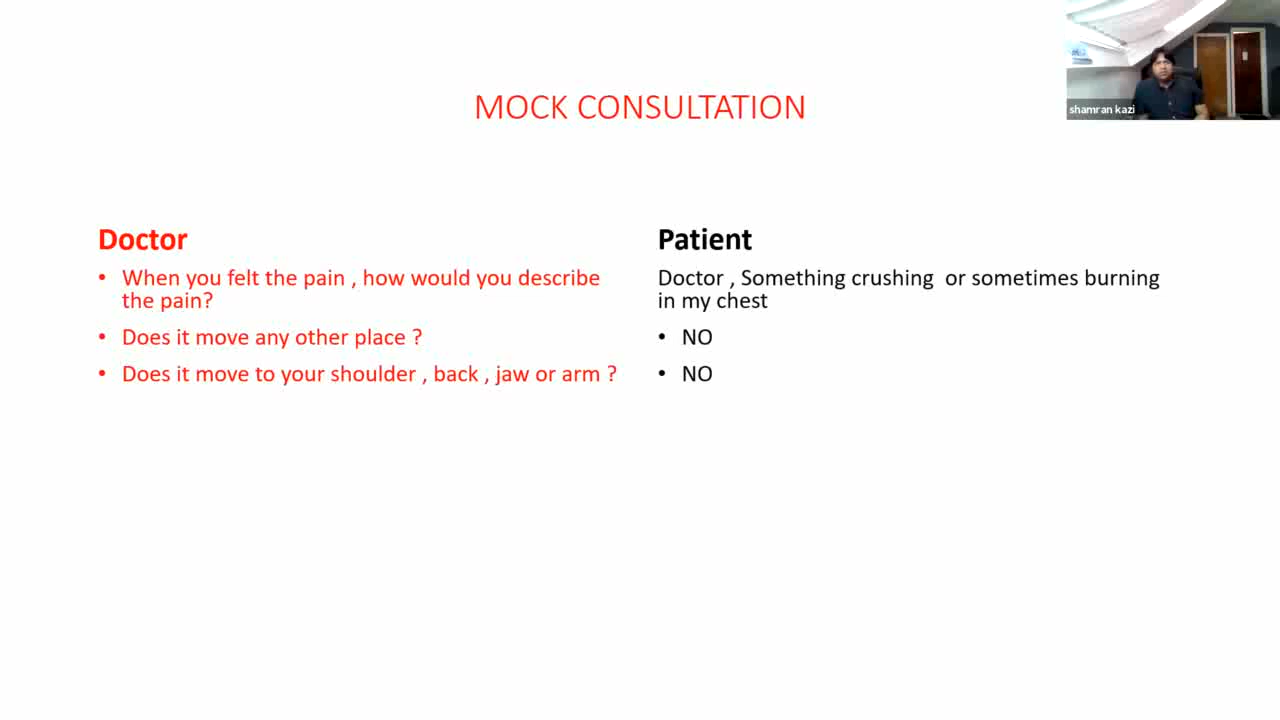 MOCK CONSULTATION
shamran kazi
Doctor
• When you felt the pain , how would you describe
the pain?
• Does it move any other place ?
• Does it move to your shoulder , back , jaw or arm ?
Patient
Doctor , Something crushing  or sometimes burning
in my chest
• NO
• NO